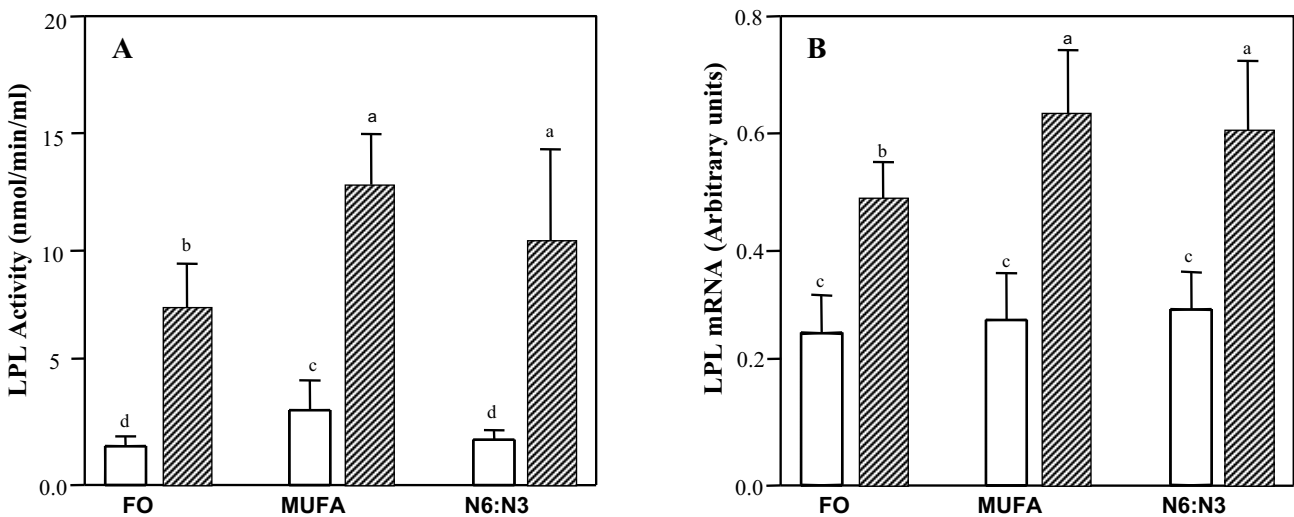 A
LPL Activity (nmol/min/ml)
20
15
10
5
0.0
d
b
c
a
d
a
FO MUFA N6:N3
B
LPL mRNA (Arbitrary units)
0.8
0.6
0.4
0.2
0.0
c
b
c
a
c
a
FO MUFA N6:N3